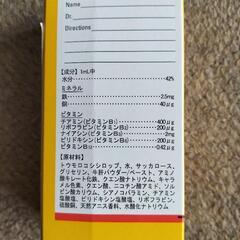 Name
Dr.
Directions
【成分】1mL中
水分 42%
ミネラル
鉄 2.5mg
銅 40μg
ビタミン
チアミン(ビタミンB₁) 400μg
リボフラビン(ビタミンB₂) 200μg
ナイアシン(ビタミンB₃) 2mg
ピリドキシン(ビタミンB₆) 200μg
ビタミンB₁₂ 0.42μg
【原材料】
トウモロコシシロップ、水、サッカロース、
グリセリン、牛肝パウダー/ペースト、アミノ
酸キレート化鉄、クエン酸ナトリウム、キャラ
メル色素、クエン酸、ニコチン酸アミド、ソル
ビン酸カリウム、シアノコバラミン、チアミン
塩酸塩、ピリドキシン塩酸塩、リボフラビン、
硫酸銅、天然アニス香料、水酸化ナトリウム